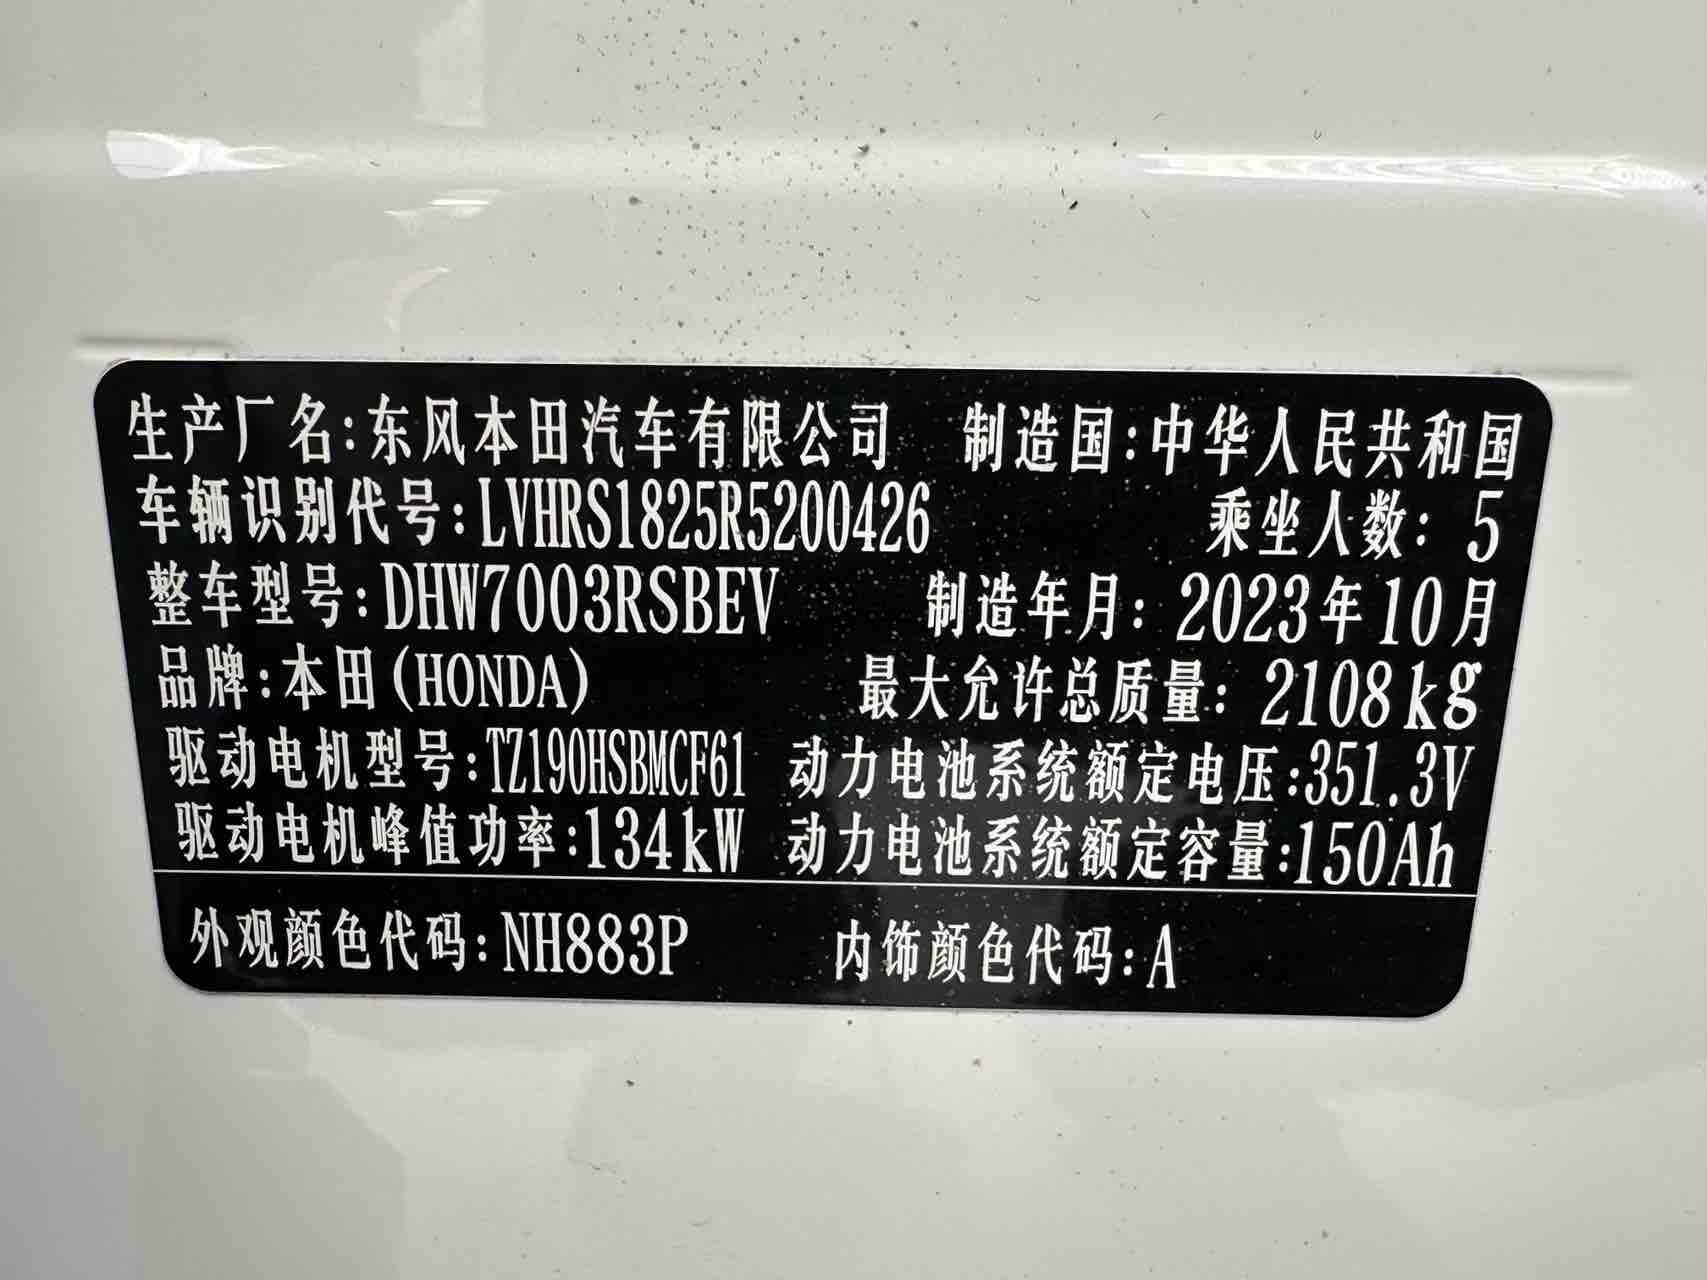 生产厂名:东风本田汽车有限公司 制造国:中华人民共和国
车辆识别代号:LVHRS1825R5200426 乘坐人数: 5
整车型号:DHW7003RSBEV 制造年月: 2023年10月
品牌:本田(HONDA) 最大允许总质量: 2108kg
驱动电机型号:TZ190HSBMCF61 动力电池系统额定电压:351.3V
驱动电机峰值功率:134kW 动力电池系统额定容量:150Ah
外观颜色代码:NH883P 内饰颜色代码:A